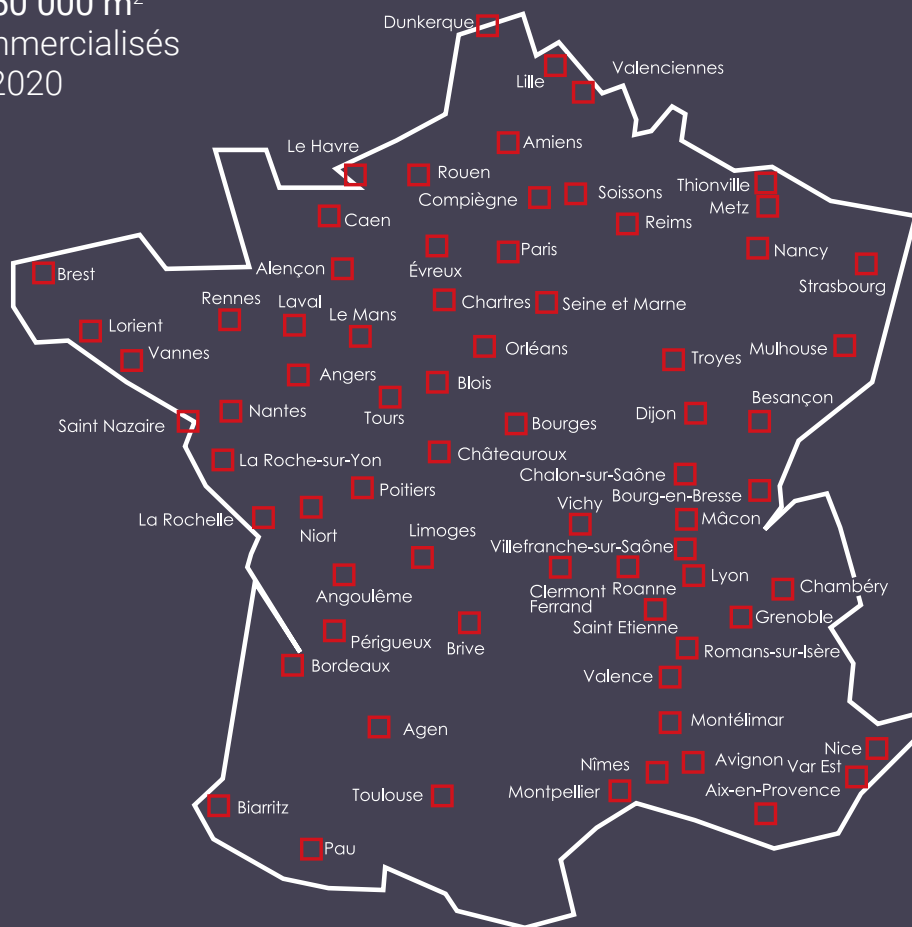 000 m²
2020
Dunkerque
Valenciennes
Lille
Amiens
Le Havre
Rouen
Soissons
Thionville
Compiègne
Metz
Caen
Reims
Paris
Nancy
Évreux
Alençon
Brest
Strasbourg
Rennes
Laval
Chartres
Seine et Marne
Le Mans
Lorient
Orléans
Mulhouse
Vannes
Troyes
Angers
Blois
Besançon
Nantes
Tours
Dijon
Saint Nazaire
Bourges
Châteauroux
La Roche-sur-Yon
Chalon-sur-Saône
Poitiers
Bourg-en-Bresse
Vichy
La Rochelle
Mâcon
Niort
Limoges
Villefranche-sur-Saône
Lyon
Angoulême
Clermont
Ferrand
Roanne
Chambéry
Saint Etienne
Grenoble
Périgueux
Brive
Romans-sur-Isère
Bordeaux
Valence
Montélimar
Agen
Nice
Avignon
Nîmes
Var Est
Aix-en-Provence
Toulouse
Montpellier
Biarritz
Pau